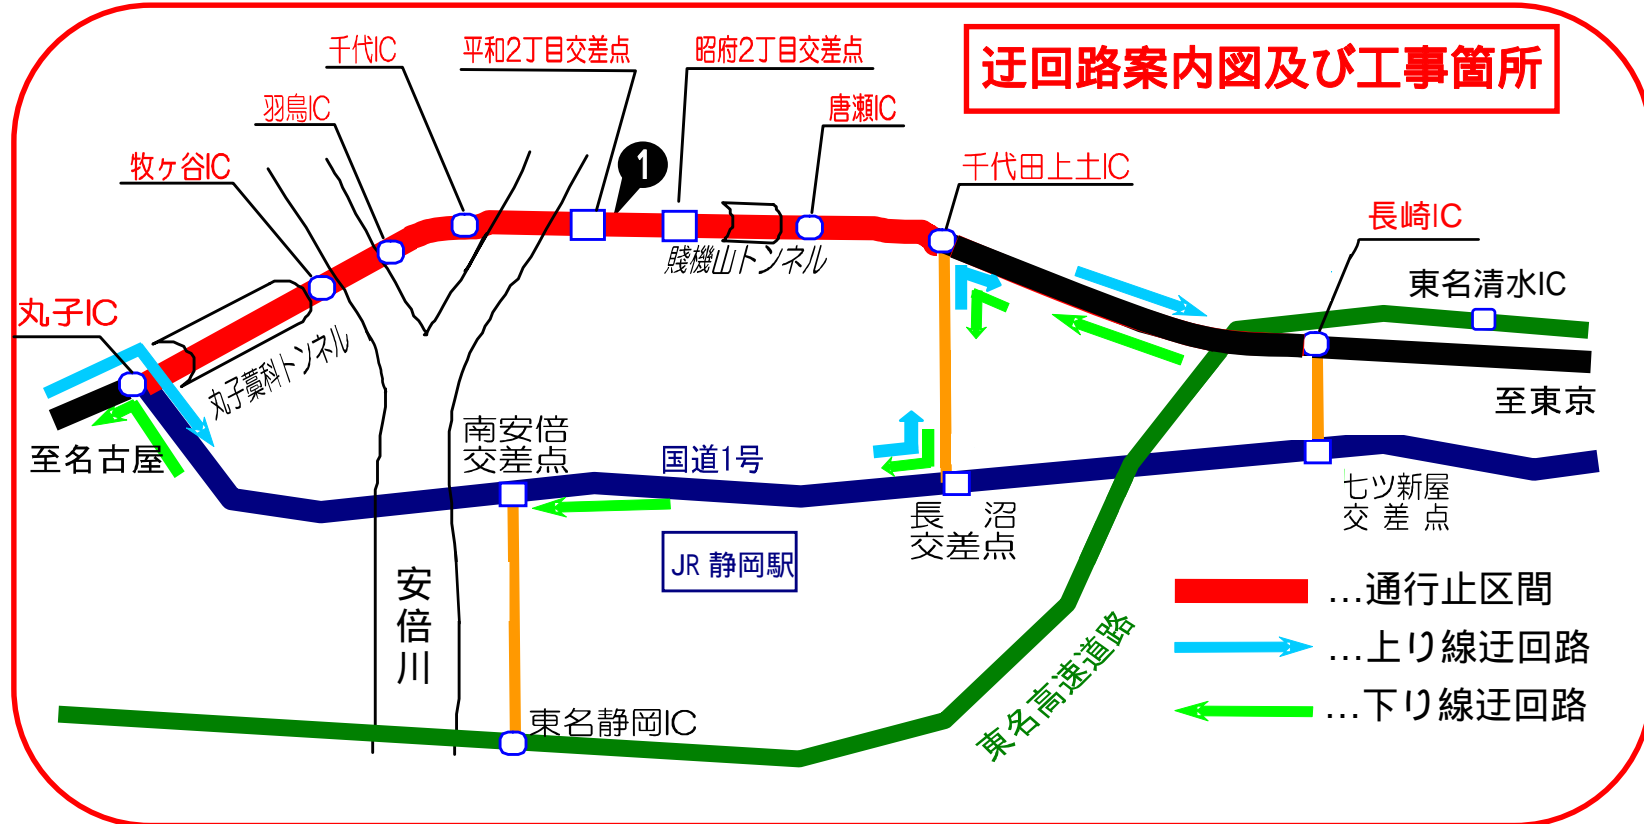 迂回路案内図及び工事箇所
千代IC
平和2丁目交差点
昭府2丁目交差点
羽鳥IC
唐瀬IC
牧ヶ谷IC
1
千代田上土IC
長崎IC
賤機山トンネル
東名清水IC
丸子IC
丸子藁科トンネル
至東京
至名古屋
南安倍
交差点
国道1号
七ツ新屋
交差点
長沼
交差点
JR 静岡駅
安倍川
…通行止区間
…上り線迂回路
…下り線迂回路
東名高速道路
東名静岡IC